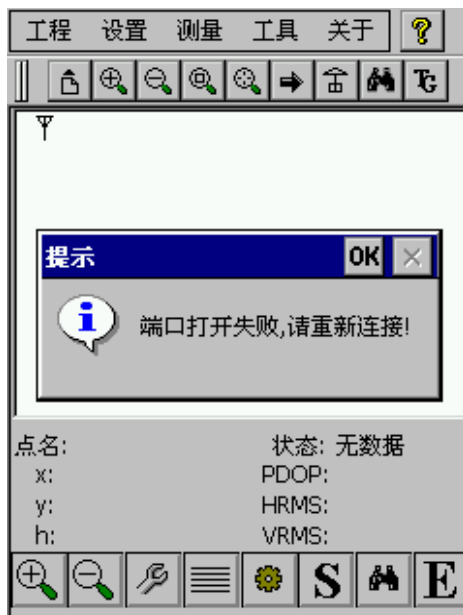 工程 设置 测量 工具 关于
TG
提示 OK
端口打开失败,请重新连接!
点名: 状态: 无数据
x: PDOP:
y: HRMS:
h: VRMS:
S E